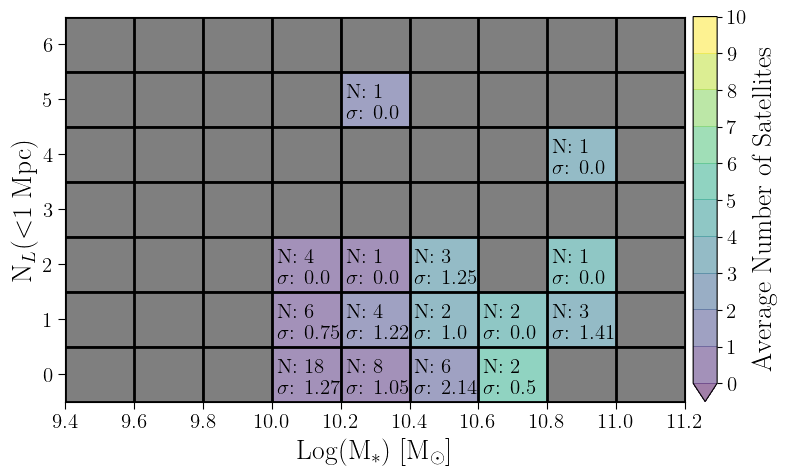 6
5
4
3
2
1
0
N_L(<1 Mpc)
N: 1
σ: 0.0
N: 1
σ: 0.0
N: 4
σ: 0.0
N: 1
σ: 0.0
N: 3
σ: 1.25
N: 1
σ: 0.0
N: 6
σ: 0.75
N: 4
σ: 1.22
N: 2
σ: 1.0
N: 2
σ: 0.0
N: 3
σ: 1.41
N: 18
σ: 1.27
N: 8
σ: 1.05
N: 6
σ: 2.14
N: 2
σ: 0.5
9.4 9.6 9.8 10.0 10.2 10.4 10.6 10.8 11.0 11.2
Log(M_*) [M_⊙]
10
9
8
7
6
5
4
3
2
1
0
Average Number of Satellites